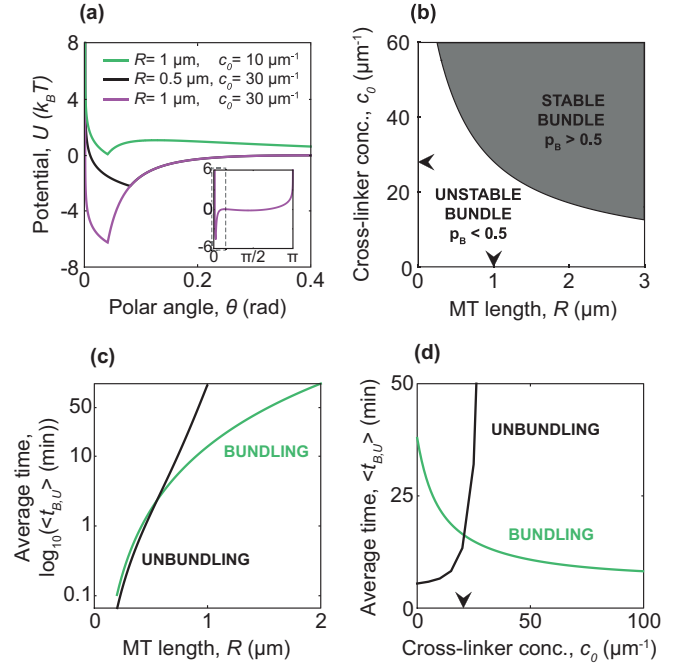 (a)
Potential, U (k_BT)
8
4
0
-4
-8
R= 1 µm, c₀= 10 µm⁻¹
R= 0.5 µm, c₀= 30 µm⁻¹
R= 1 µm, c₀= 30 µm⁻¹
6
0
-6
0 π/2 π
0 0.2 0.4
Polar angle, θ (rad)
(b)
Cross-linker conc., c₀ (µm⁻¹)
60
40
20
0
STABLE
BUNDLE
p_B > 0.5
UNSTABLE
BUNDLE
p_B < 0.5
0 1 2 3
MT length, R (µm)
(c)
Average time,
log₁₀(<t_B,U> (min))
50
10
1
0.1
BUNDLING
UNBUNDLING
0 1 2
MT length, R (µm)
(d)
Average time, <t_B,U> (min)
50
25
0
UNBUNDLING
BUNDLING
0 50 100
Cross-linker conc., c₀ (µm⁻¹)